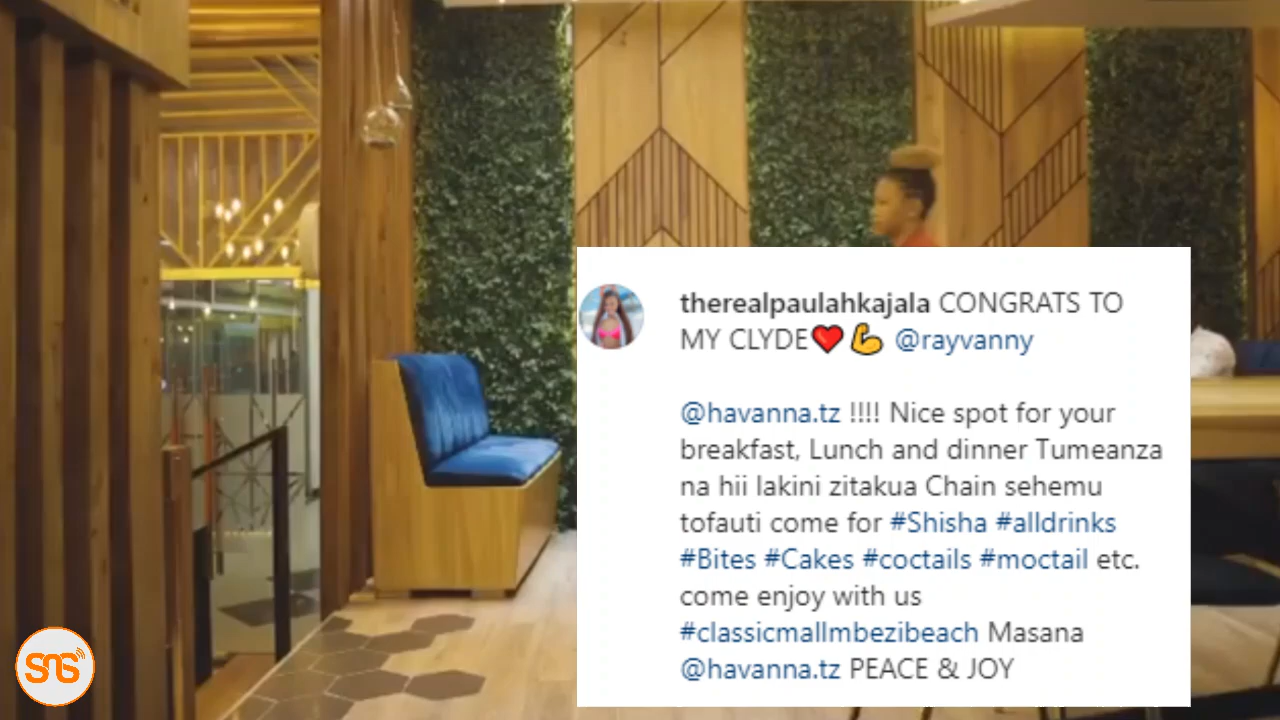 therealpaulahkajala CONGRATS TO
MY CLYDE❤️💪 @rayvanny
@havanna.tz !!!! Nice spot for your
breakfast, Lunch and dinner Tumeanza
na hii lakini zitakua Chain sehemu
tofauti come for #Shisha #alldrinks
#Bites #Cakes #coctails #moctail etc.
come enjoy with us
#classicmallmbezibeach Masana
@havanna.tz PEACE & JOY
SNS